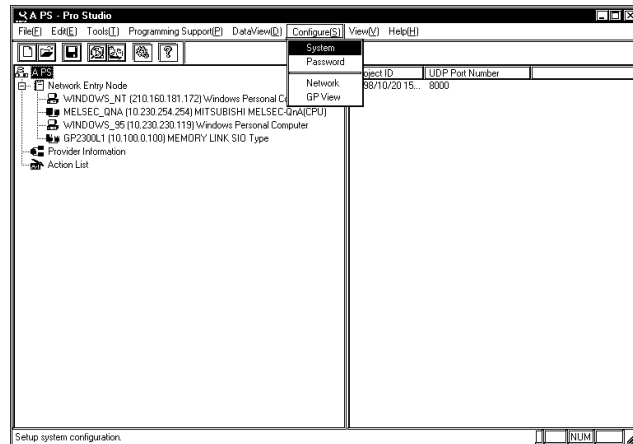 A PS - Pro Studio
File(F) Edit(E) Tools(T) Programming Support(P) DataView(D) Configure(S) View(V) Help(H)
System
Password
Network
GP View
A PS
Network Entry Node
WINDOWS_NT (210.160.181.172) Windows Personal Co
MELSEC_QNA (10.230.254.254) MITSUBISHI MELSEC-QnA(CPU)
WINDOWS_95 (10.230.230.119) Windows Personal Computer
GP2300L1 (10.100.0.100) MEMORY LINK SIO Type
Provider Information
Action List
oject ID UDP Port Number
98/10/20 15... 8000
Setup system configuration.
NUM